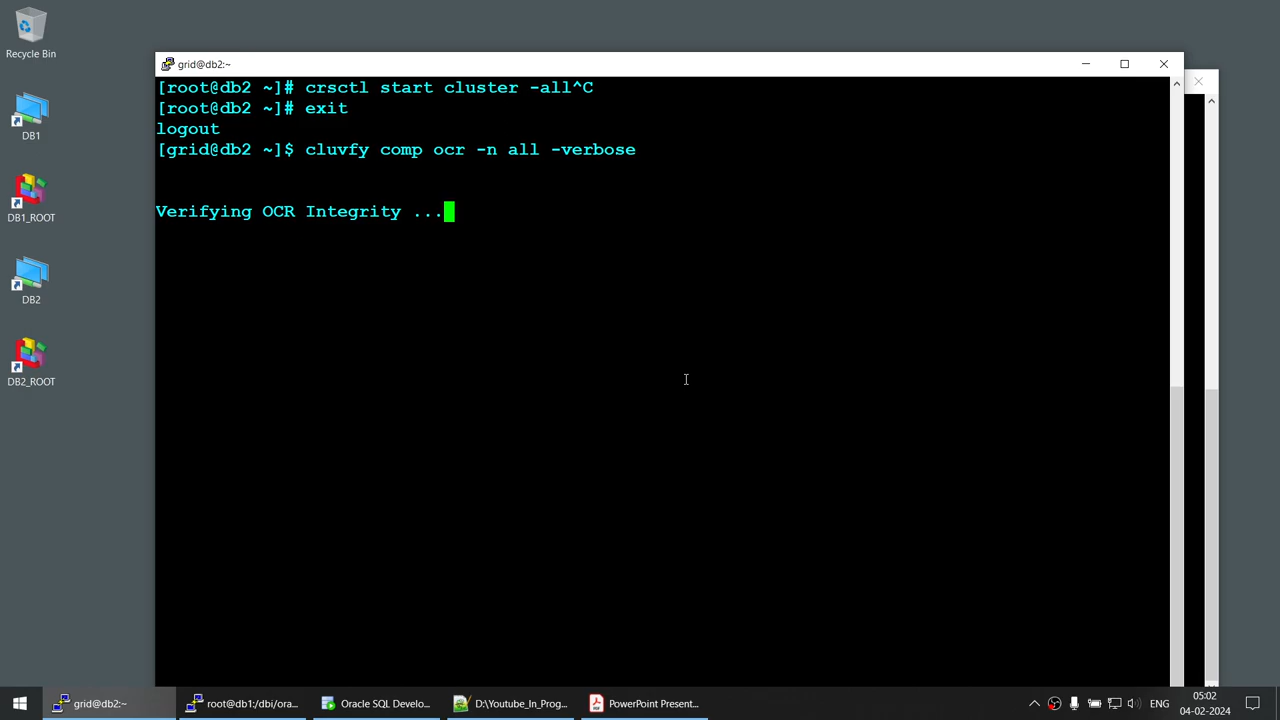 Recycle Bin
DB1
DB1_ROOT
DB2
DB2_ROOT
grid@db2:~
[root@db2 ~]# crsctl start cluster -all^C
[root@db2 ~]# exit
logout
[grid@db2 ~]$ cluvfy comp ocr -n all -verbose
Verifying OCR Integrity ...
grid@db2:~
root@db1:/dbi/ora...
Oracle SQL Develo...
D:\Youtube_In_Prog...
PowerPoint Present...
ENG
05:02
04-02-2024